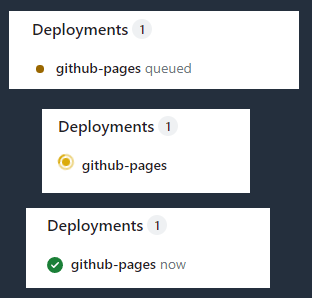 Deployments 1
github-pages queued
Deployments 1
github-pages
Deployments 1
github-pages now